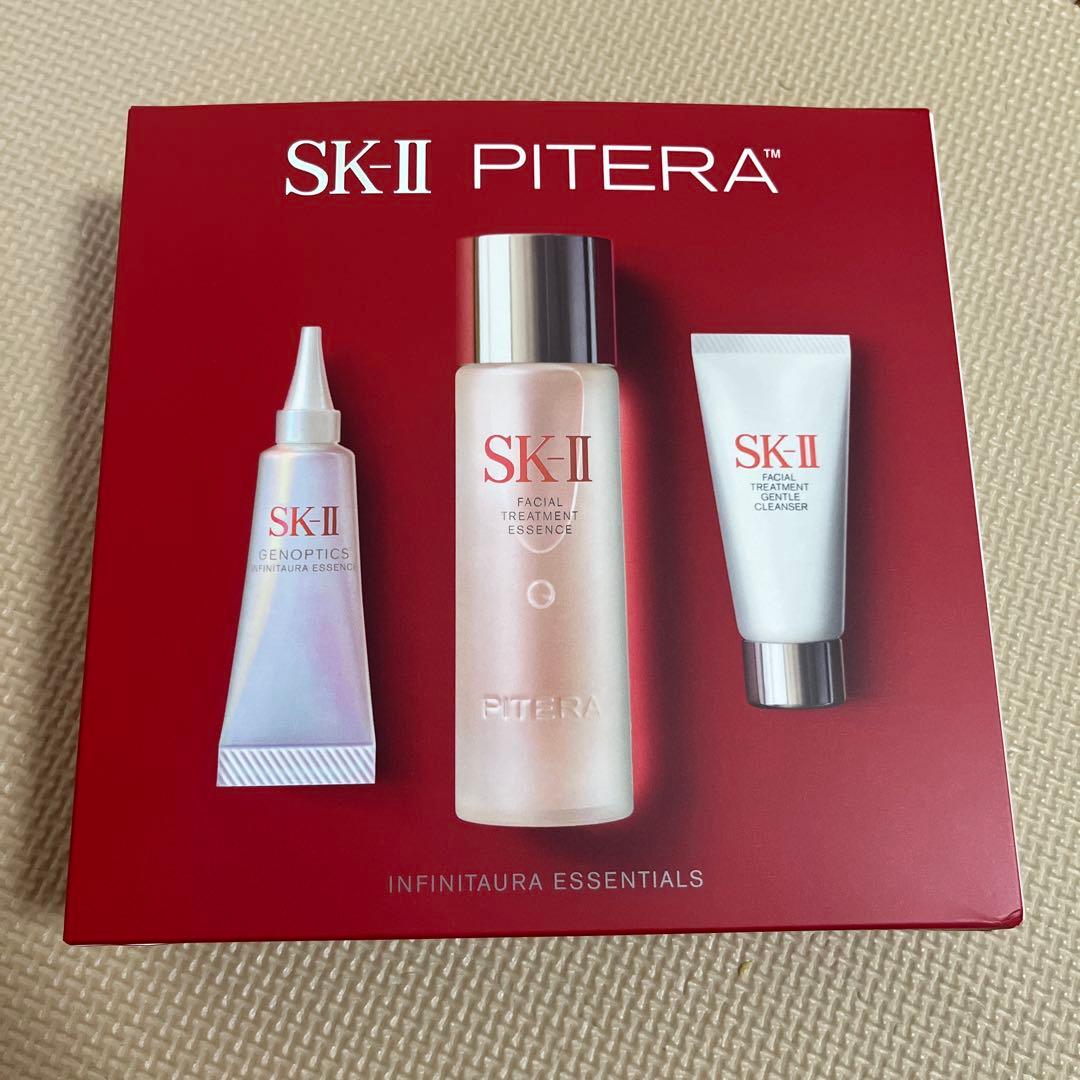 SK-II PITERA™
SK-II
GENOPTICS
INFINITAURA ESSENCE
SK-II
FACIAL
TREATMENT
ESSENCE
PITERA
SK-II
FACIAL
TREATMENT
GENTLE
CLEANSER
INFINITAURA ESSENTIALS